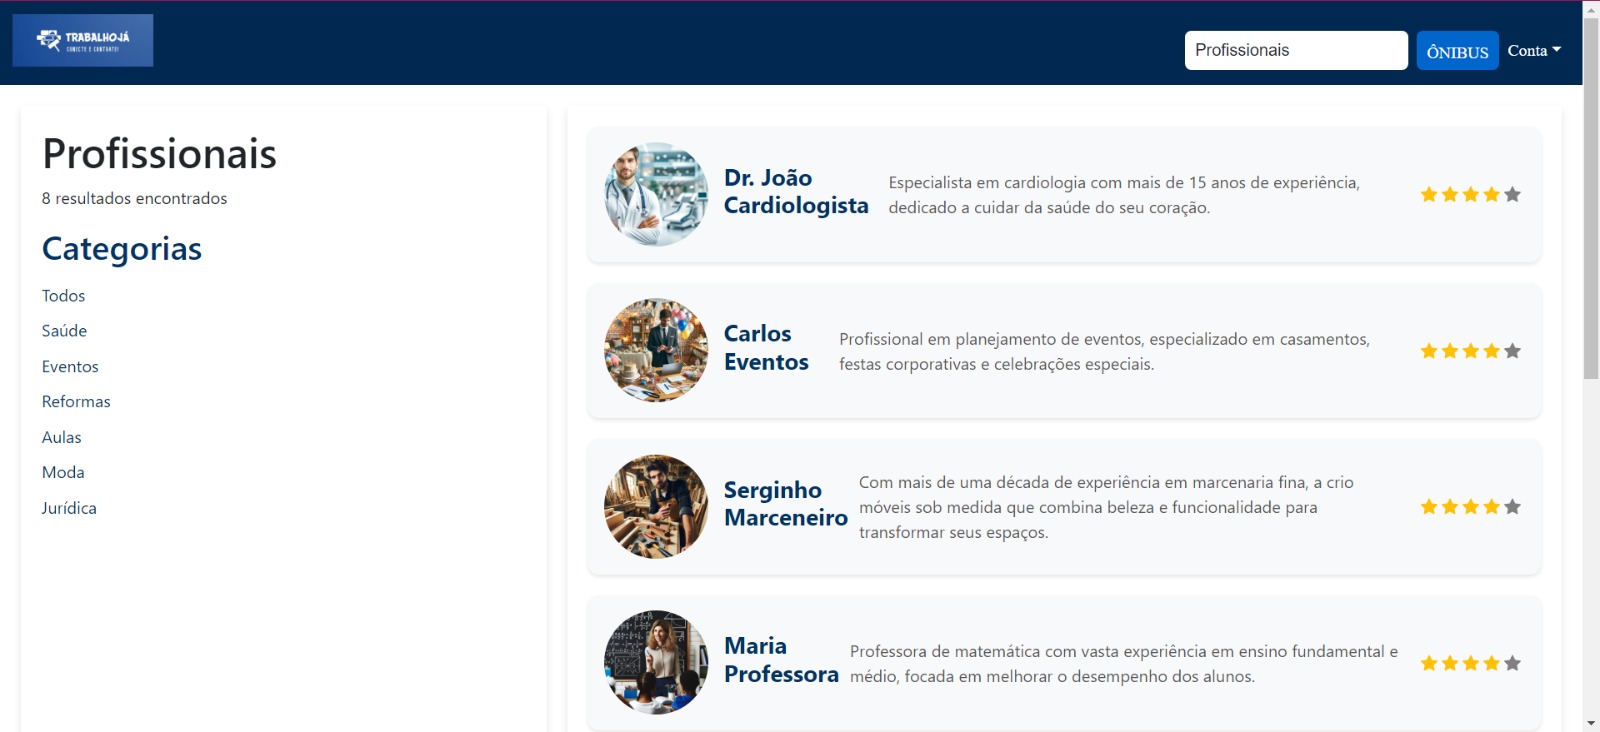 TRABALHOJÁ
CONECTE E CONTRATE!
Profissionais
ÔNIBUS
Conta
Profissionais
8 resultados encontrados
Categorias
Todos
Saúde
Eventos
Reformas
Aulas
Moda
Jurídica
Dr. João
Cardiologista
Especialista em cardiologia com mais de 15 anos de experiência,
dedicado a cuidar da saúde do seu coração.
Carlos
Eventos
Profissional em planejamento de eventos, especializado em casamentos,
festas corporativas e celebrações especiais.
Serginho
Marceneiro
Com mais de uma década de experiência em marcenaria fina, a crio
móveis sob medida que combina beleza e funcionalidade para
transformar seus espaços.
Maria
Professora
Professora de matemática com vasta experiência em ensino fundamental e
médio, focada em melhorar o desempenho dos alunos.